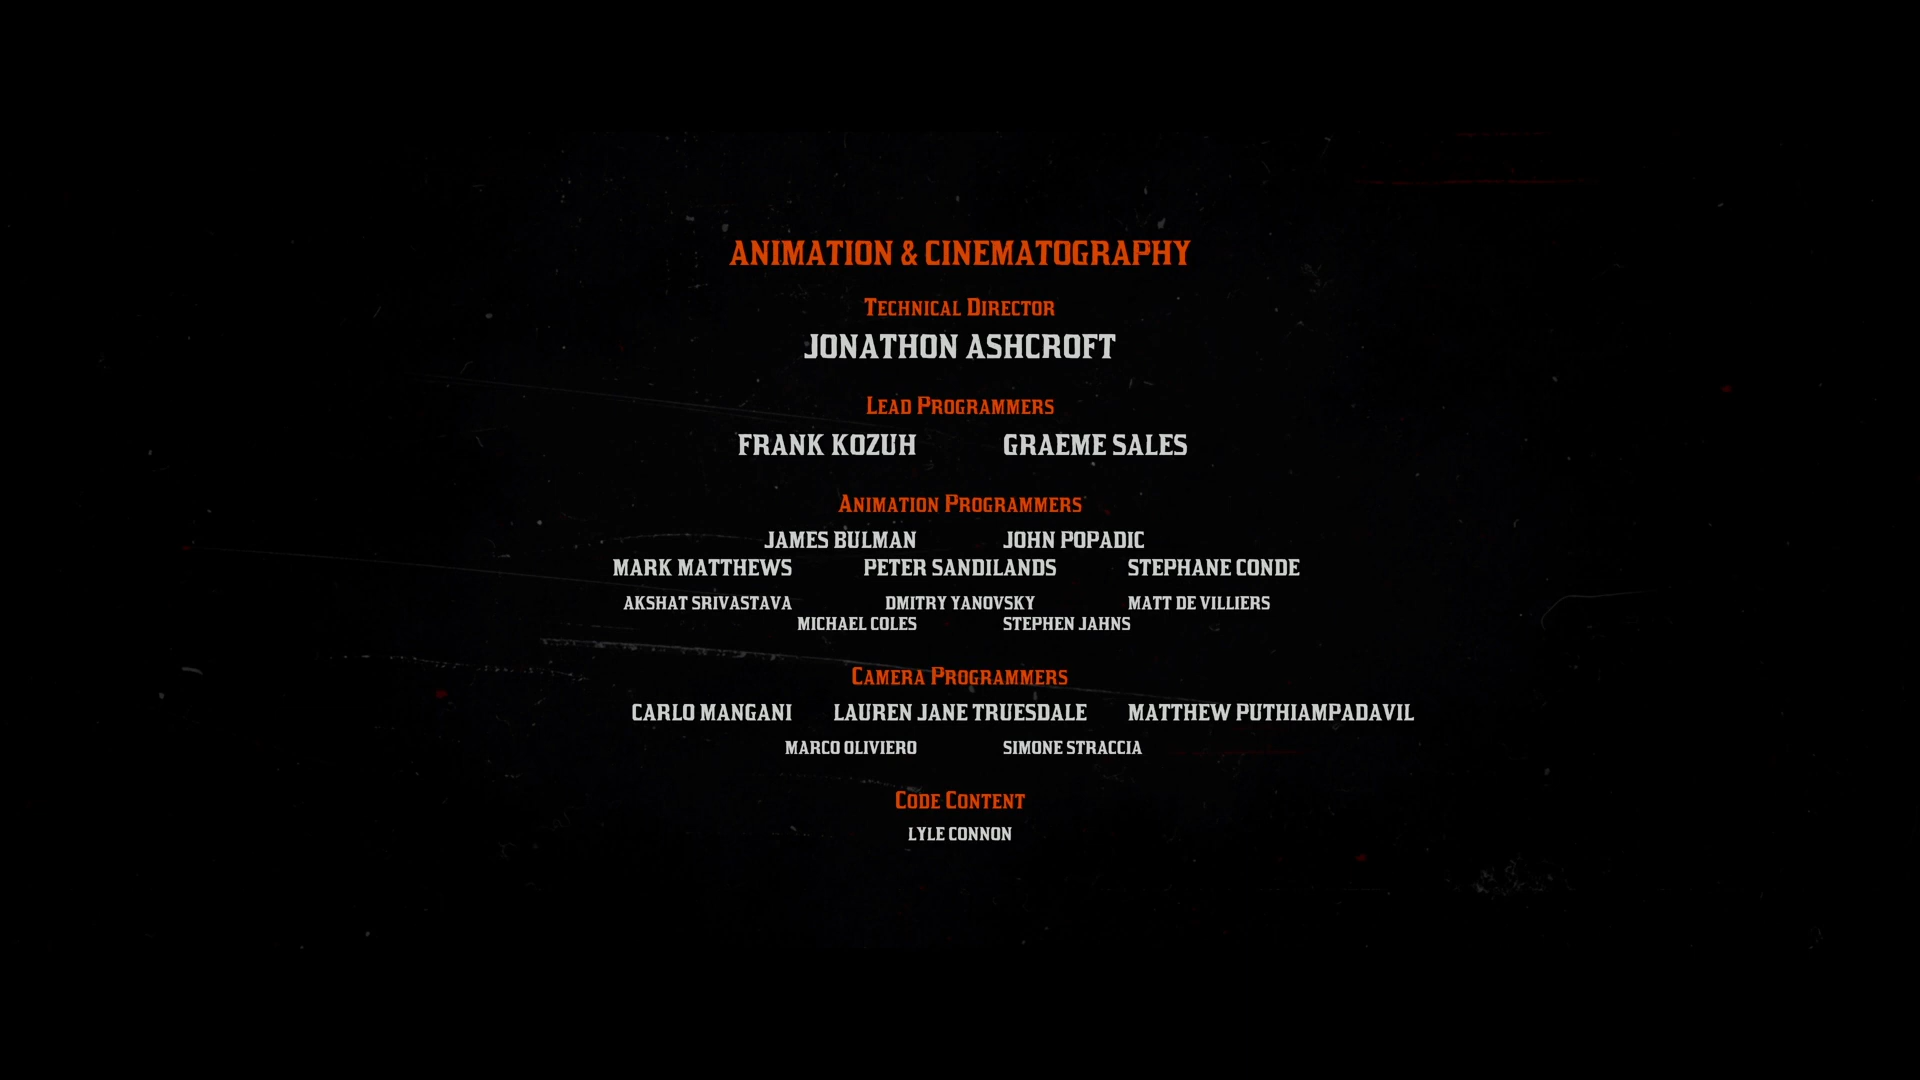 ANIMATION & CINEMATOGRAPHY
Technical Director
JONATHON ASHCROFT
Lead Programmers
FRANK KOZUH GRAEME SALES
Animation Programmers
JAMES BULMAN JOHN POPADIC
MARK MATTHEWS PETER SANDILANDS STEPHANE CONDE
AKSHAT SRIVASTAVA DMITRY YANOVSKY MATT DE VILLIERS
MICHAEL COLES STEPHEN JAHNS
Camera Programmers
CARLO MANGANI LAUREN JANE TRUESDALE MATTHEW PUTHIAMPADAVIL
MARCO OLIVIERO SIMONE STRACCIA
Code Content
LYLE CONNON